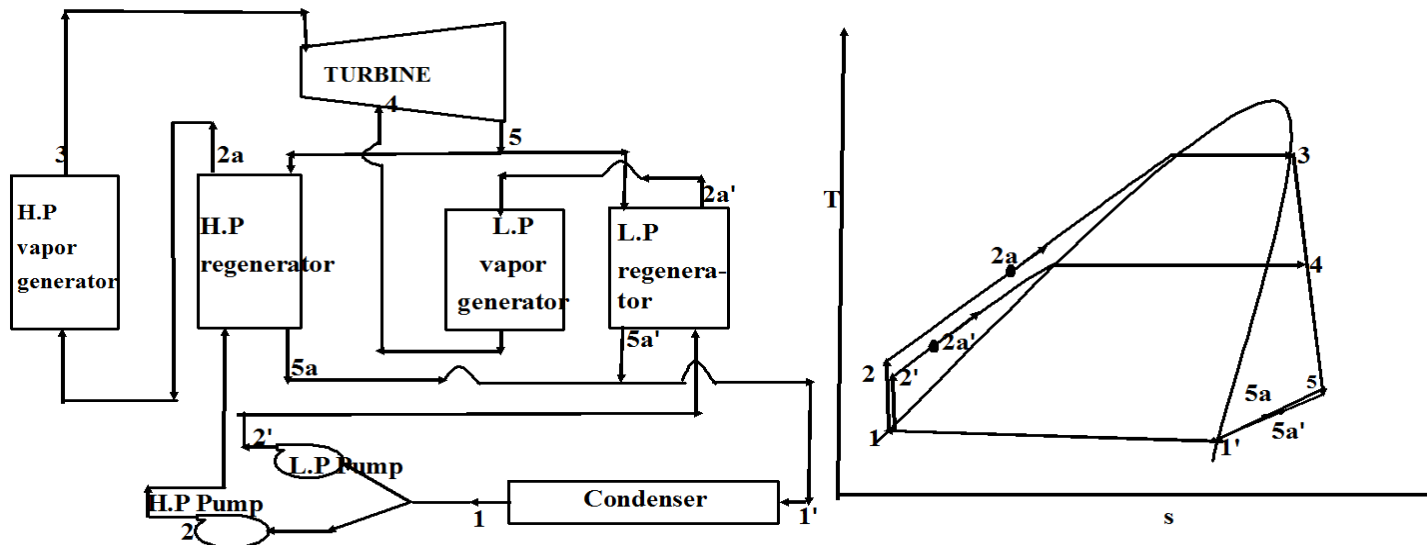 TURBINE
4
3
2a
5
H.P
vapor
generator
H.P
regenerator
L.P
vapor
generator
2a'
L.P
regenera-
tor
5a
5a'
2'
L.P Pump
H.P Pump
2
1
Condenser
1'
T
3
2a
4
2a'
2
2'
5
5a
5a'
1
1'
s